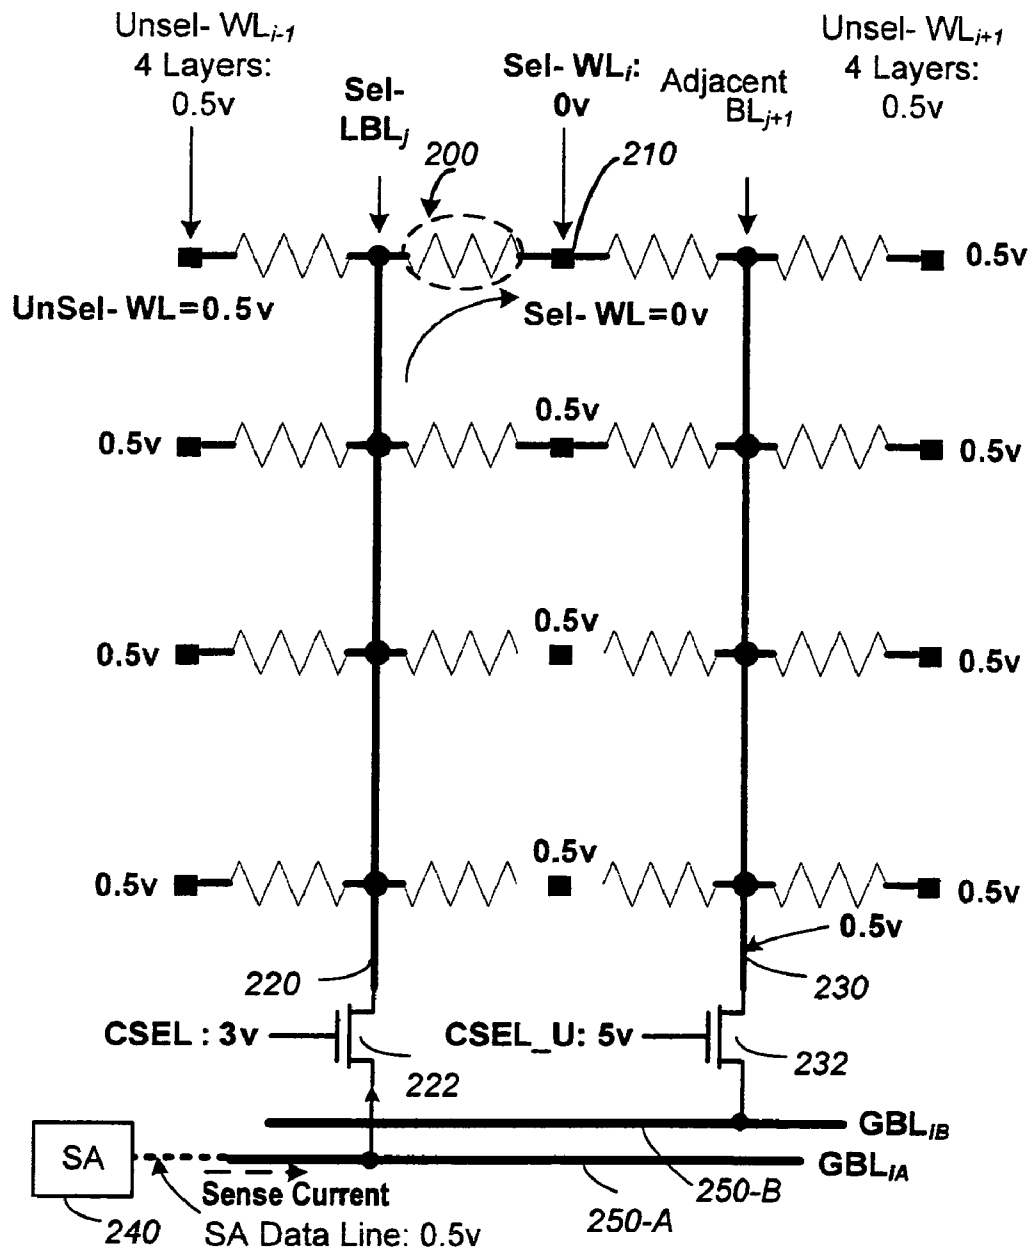 Unsel- WLi-1
4 Layers:
0.5v
Sel-
LBLj
Sel- WLi:
0v
Adjacent
BLj+1
Unsel- WLi+1
4 Layers:
0.5v
200
210
0.5v
UnSel- WL=0.5v
Sel- WL=0v
0.5v
0.5v
0.5v
0.5v
0.5v
0.5v
0.5v
0.5v
0.5v
0.5v
220
230
CSEL : 3v
CSEL_U: 5v
222
232
GBLIB
SA
GBLIA
Sense Current
250-B
240
SA Data Line: 0.5v
250-A